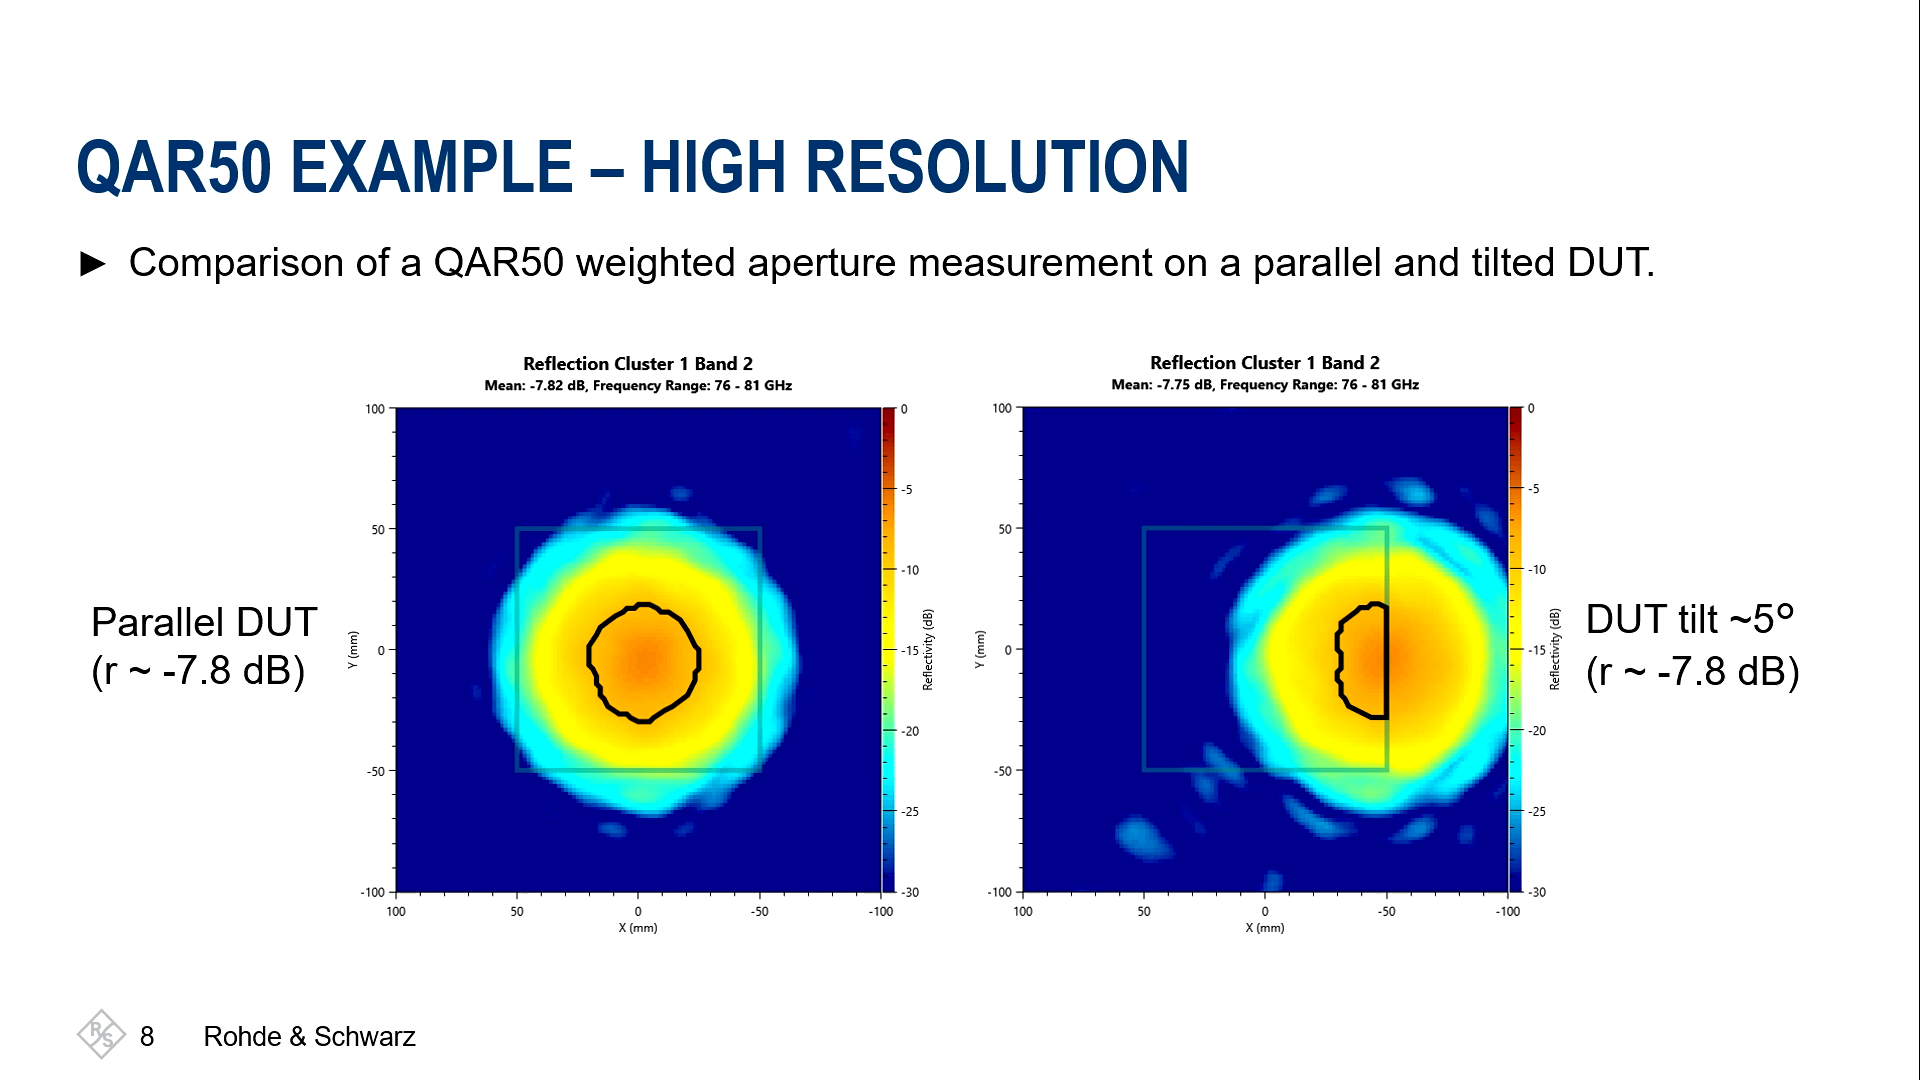 QAR50 EXAMPLE – HIGH RESOLUTION
► Comparison of a QAR50 weighted aperture measurement on a parallel and tilted DUT.
Parallel DUT
(r ~ -7.8 dB)
Reflection Cluster 1 Band 2
Mean: -7.82 dB, Frequency Range: 76 - 81 GHz
100
50
0
-50
-100
Y (mm)
100
50
0
-50
-100
X (mm)
0
-5
-10
-15
-20
-25
-30
Reflectivity (dB)
Reflection Cluster 1 Band 2
Mean: -7.75 dB, Frequency Range: 76 - 81 GHz
100
50
0
-50
-100
Y (mm)
100
50
0
-50
-100
X (mm)
0
-5
-10
-15
-20
-25
-30
Reflectivity (dB)
DUT tilt ~5°
(r ~ -7.8 dB)
R S
8
Rohde & Schwarz